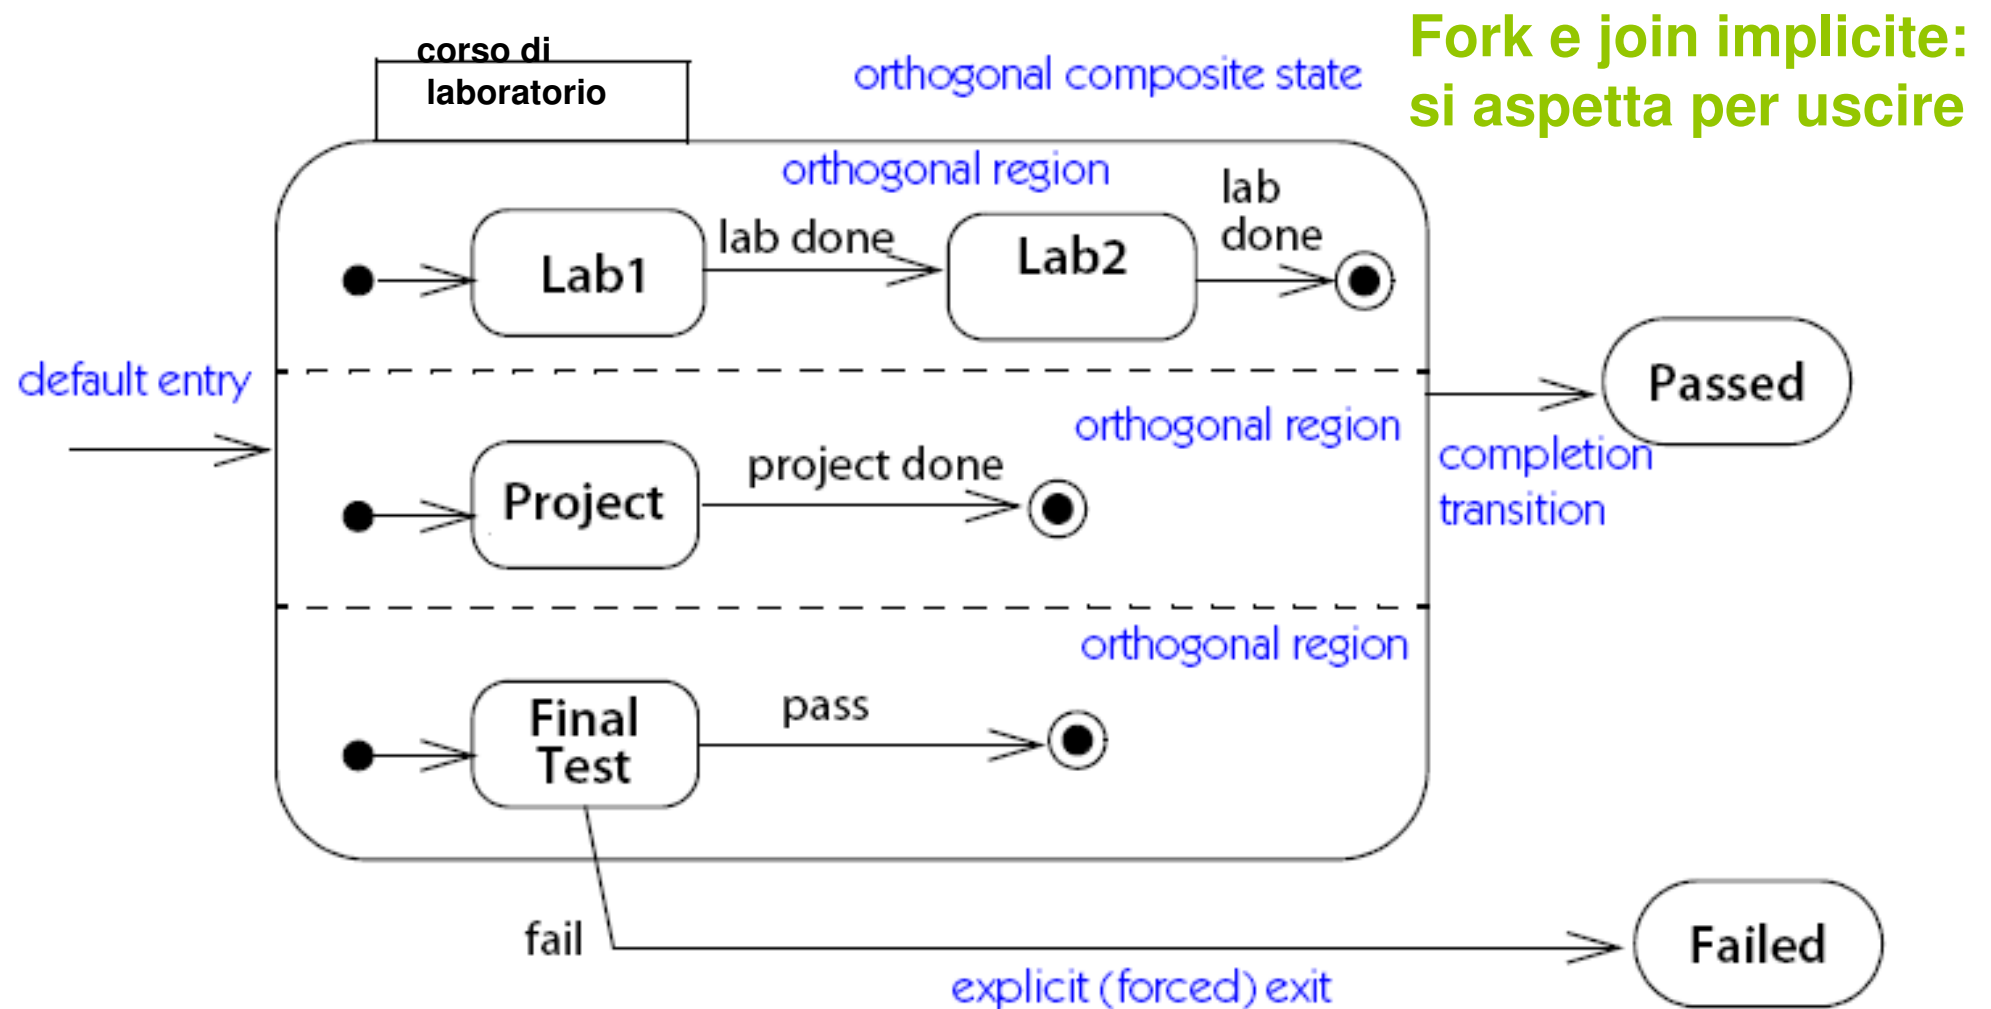 Fork e join implicite:
si aspetta per uscire
corso di
laboratorio
orthogonal composite state
orthogonal region
lab
done
lab done
Lab1
Lab2
default entry
Passed
orthogonal region
completion
transition
project done
Project
orthogonal region
pass
Final
Test
fail
Failed
explicit (forced) exit